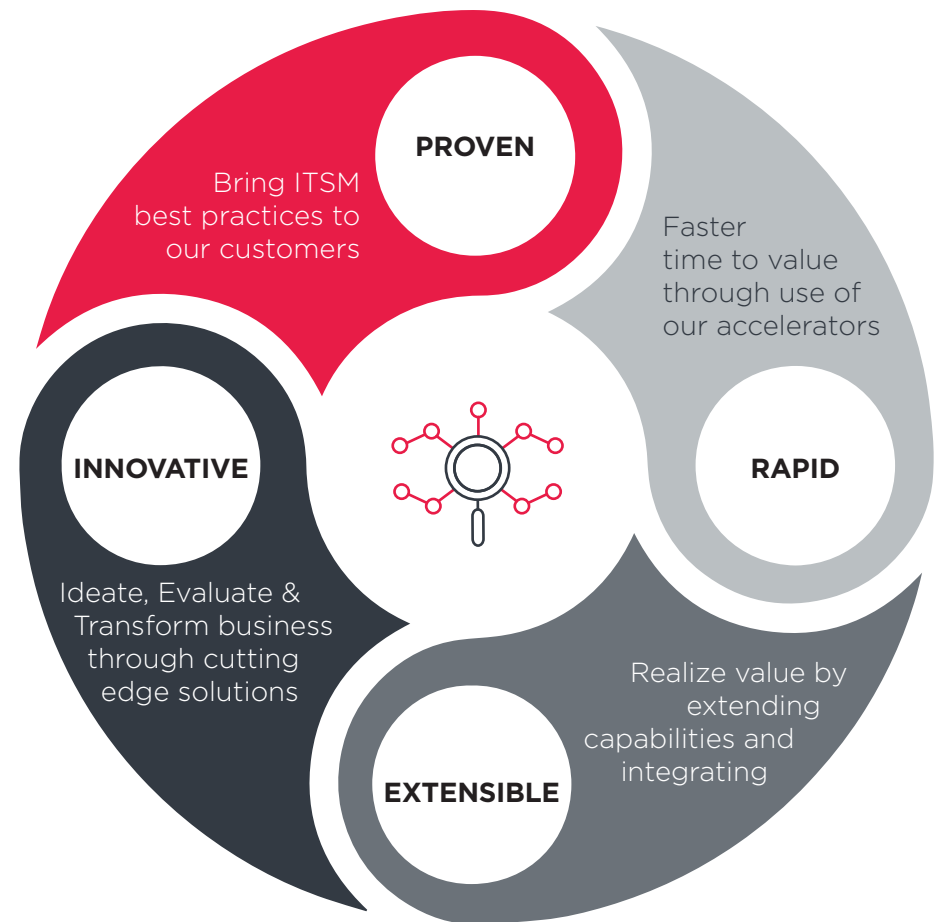 PROVEN
Bring ITSM
best practices to
our customers
Faster
time to value
through use of
our accelerators
RAPID
INNOVATIVE
Ideate, Evaluate &
Transform business
through cutting
edge solutions
Realize value by
extending
capabilities and
integrating
EXTENSIBLE